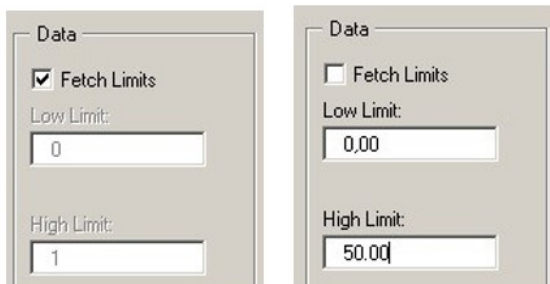 Data
Fetch Limits
Low Limit:
0
High Limit:
1
Data
Fetch Limits
Low Limit:
0,00
High Limit:
50.00